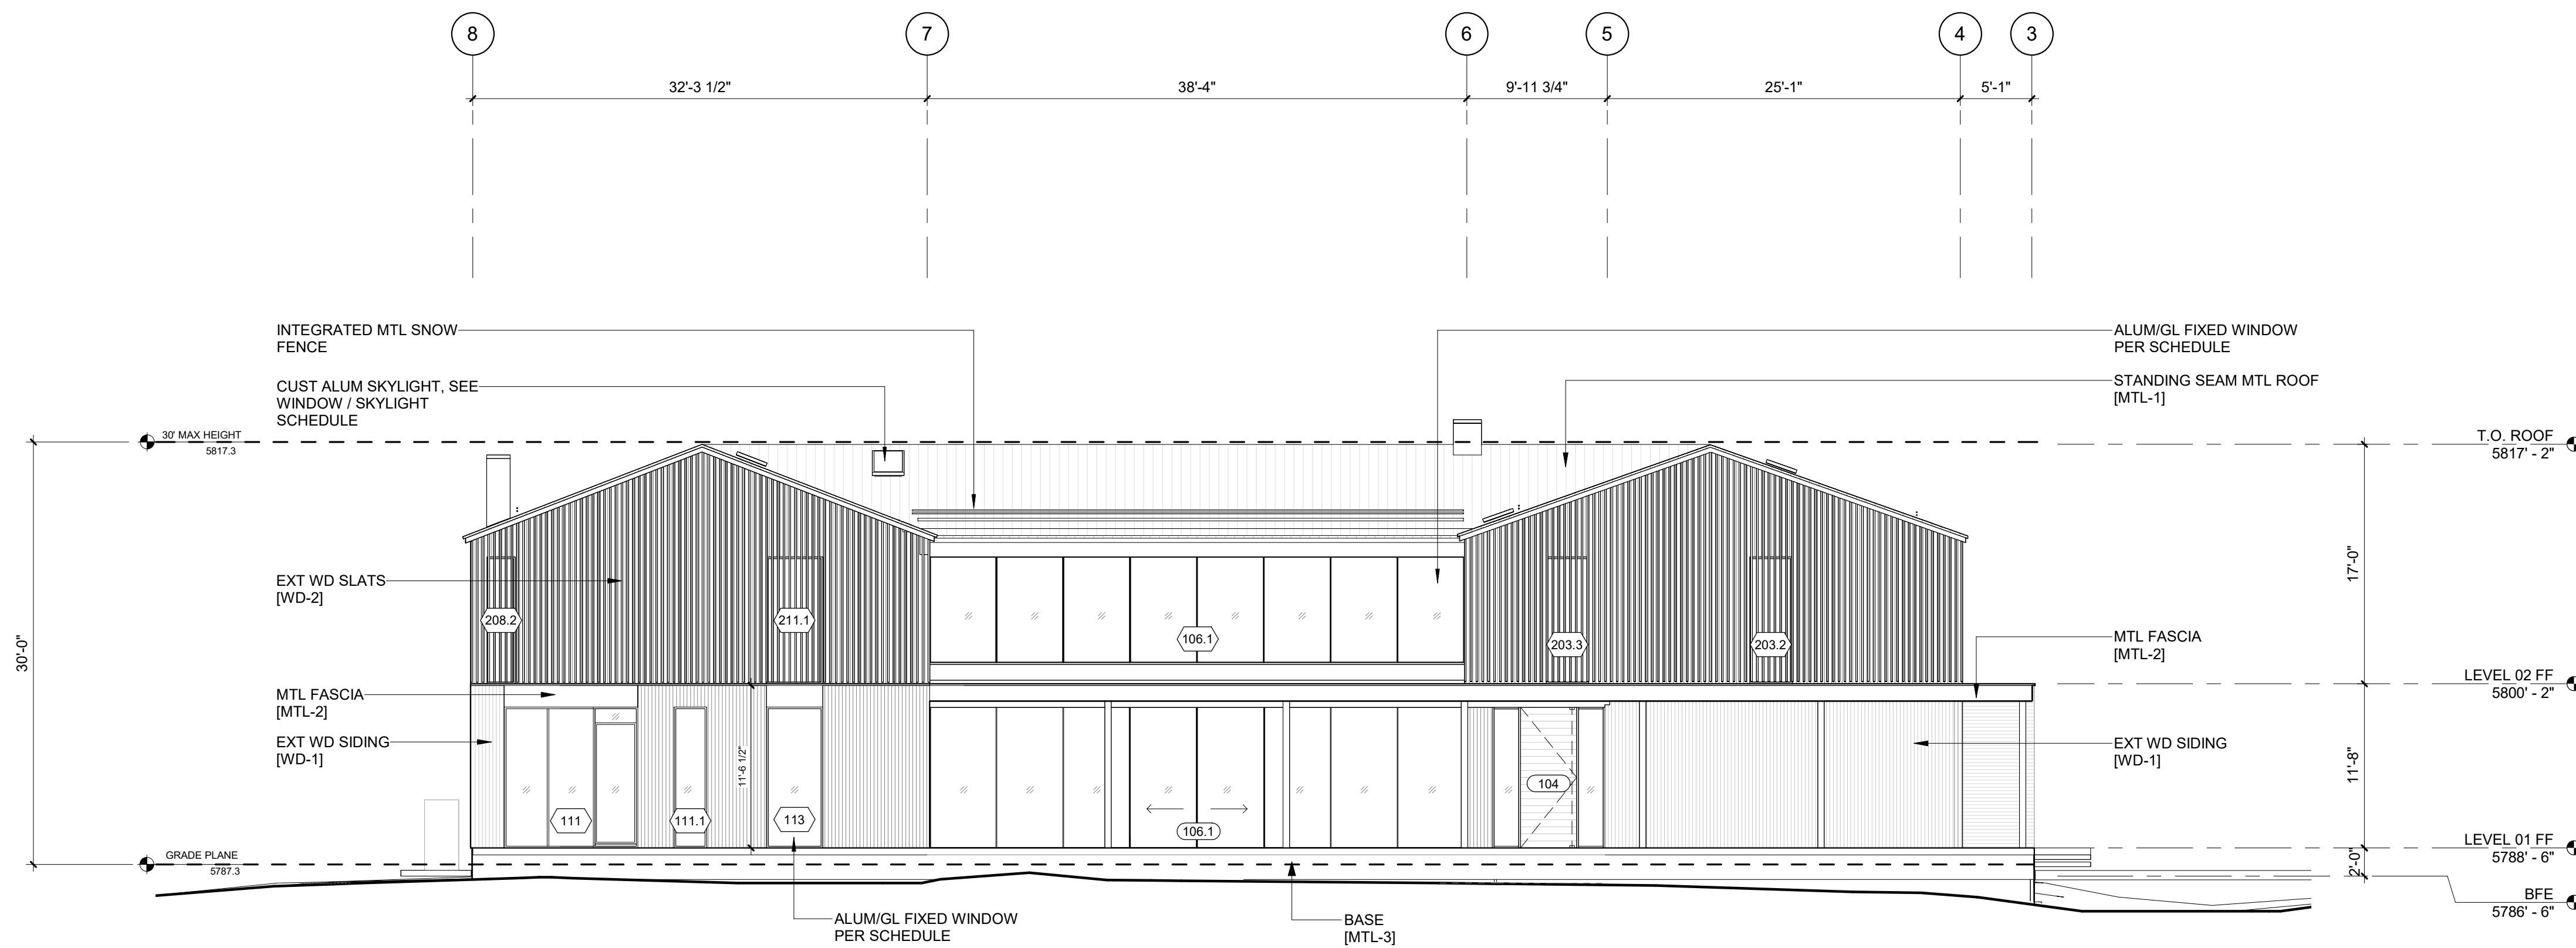 8
7
6
5
4
3
32'-3 1/2"
38'-4"
9'-11 3/4"
25'-1"
5'-1"
INTEGRATED MTL SNOW
FENCE
CUST ALUM SKYLIGHT, SEE
WINDOW / SKYLIGHT
SCHEDULE
ALUM/GL FIXED WINDOW
PER SCHEDULE
STANDING SEAM MTL ROOF
[MTL-1]
30' MAX HEIGHT
5817.3
T.O. ROOF
5817' - 2"
30'-0"
17'-0"
EXT WD SLATS
[WD-2]
208.2
211.1
106.1
203.3
203.2
MTL FASCIA
[MTL-2]
LEVEL 02 FF
5800' - 2"
MTL FASCIA
[MTL-2]
EXT WD SIDING
[WD-1]
11'-6 1/2"
11'-8"
EXT WD SIDING
[WD-1]
104
111
111.1
113
106.1
LEVEL 01 FF
5788' - 6"
GRADE PLANE
5787.3
2'-0"
BFE
5786' - 6"
ALUM/GL FIXED WINDOW
PER SCHEDULE
BASE
[MTL-3]